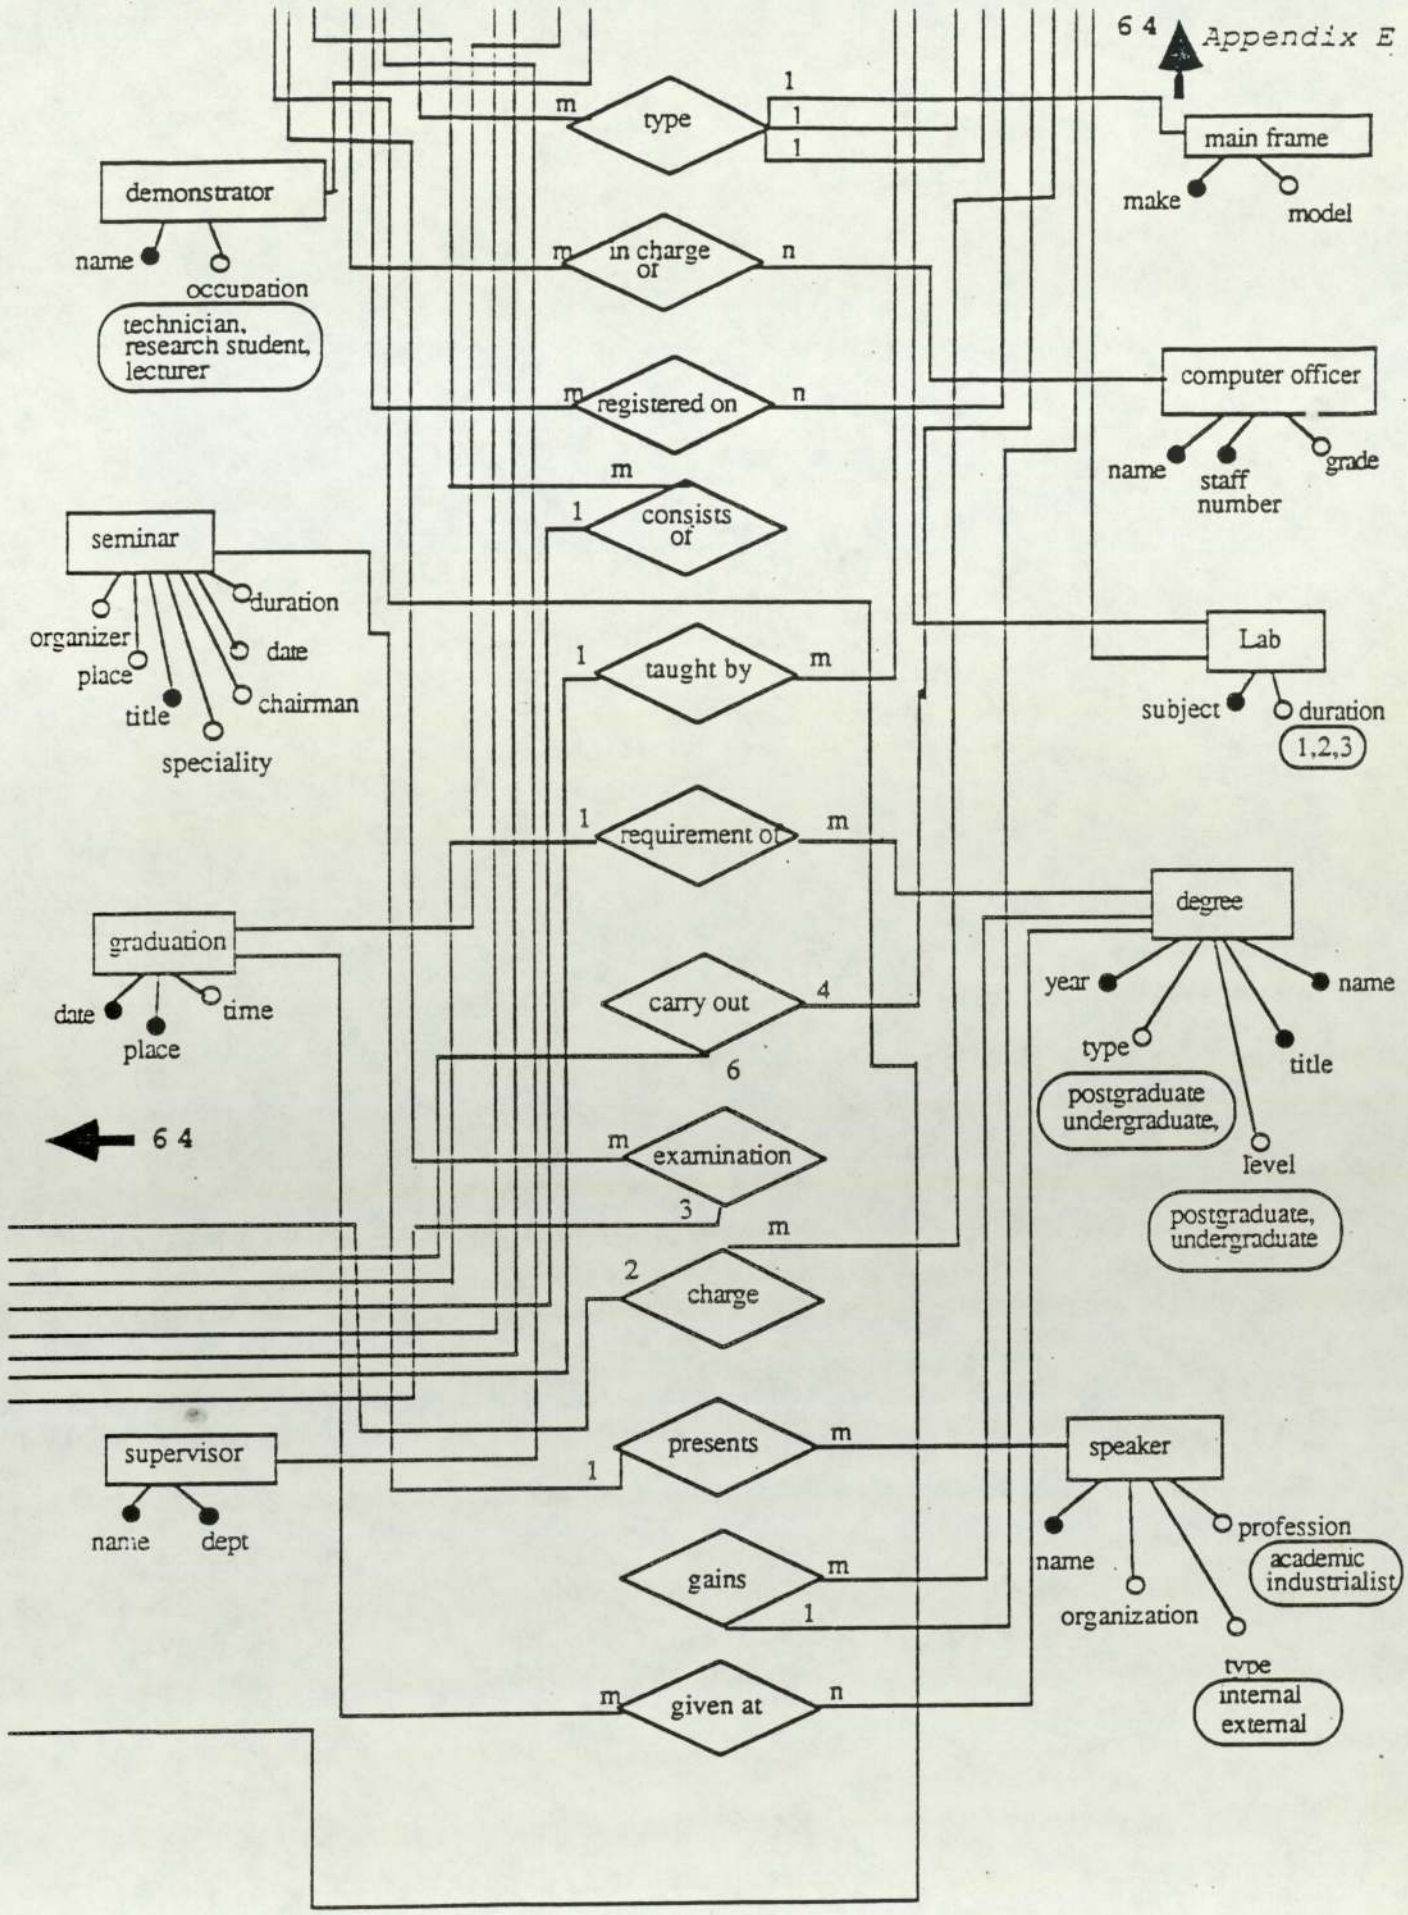 6 4 Appendix E
1
m
type
1
1
main frame
make
model
demonstrator
name
occupation
technician,
research student,
lecturer
m
in charge
of
n
computer officer
name
staff
number
grade
m
registered on
n
m
1
consists
of
seminar
organizer
place
title
speciality
chairman
date
duration
Lab
subject
duration
1,2,3
1
taught by
m
1
requirement of
m
degree
year
type
postgraduate
undergraduate,
level
postgraduate,
undergraduate
title
name
graduation
date
place
time
carry out
4
6
6 4
m
examination
3
m
2
charge
supervisor
name
dept
presents
m
1
speaker
name
organization
type
internal
external
profession
academic
industrialist
gains
m
1
m
given at
n